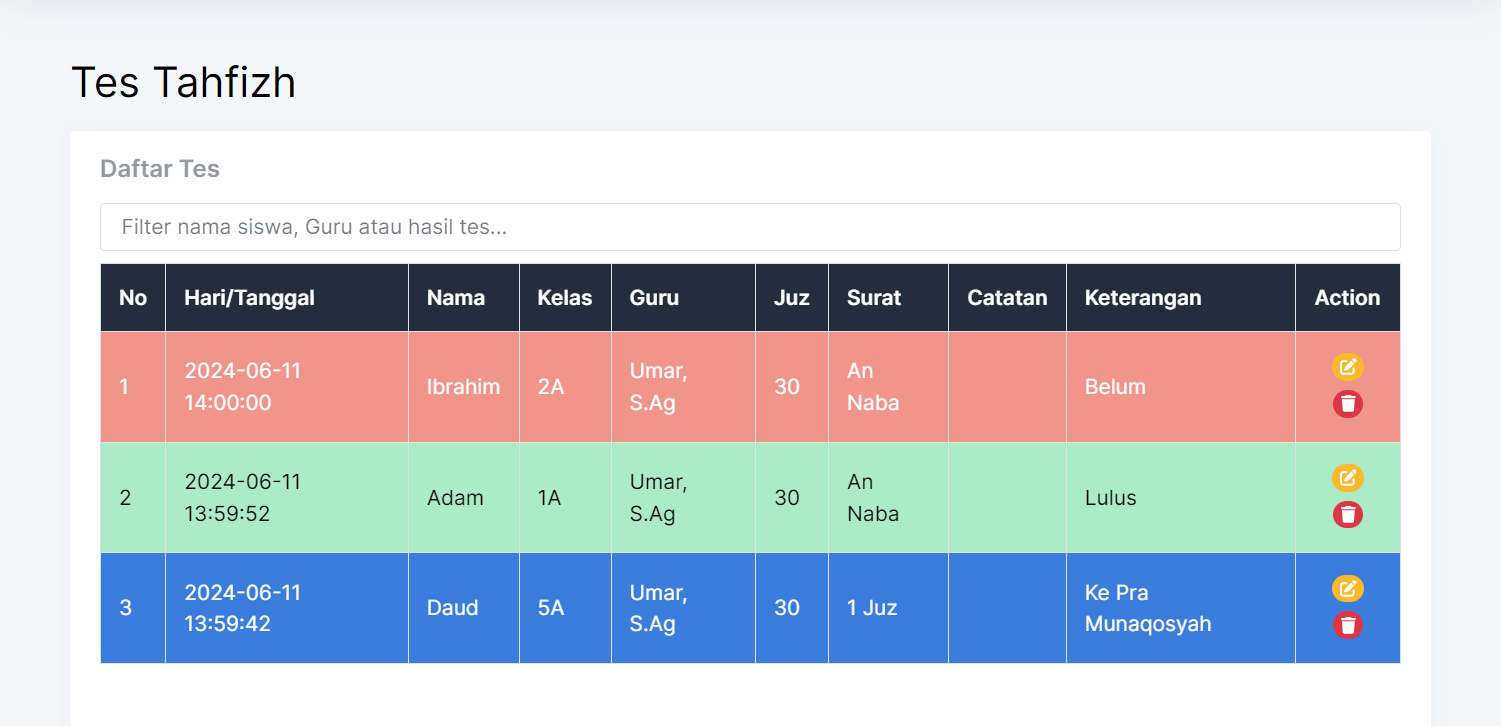 Tes Tahfizh
Daftar Tes
Filter nama siswa, Guru atau hasil tes...
No Hari/Tanggal Nama Kelas Guru Juz Surat Catatan Keterangan Action
1 2024-06-11 14:00:00 Ibrahim 2A Umar, S.Ag 30 An Naba Belum
2 2024-06-11 13:59:52 Adam 1A Umar, S.Ag 30 An Naba Lulus
3 2024-06-11 13:59:42 Daud 5A Umar, S.Ag 30 1 Juz Ke Pra Munaqosyah